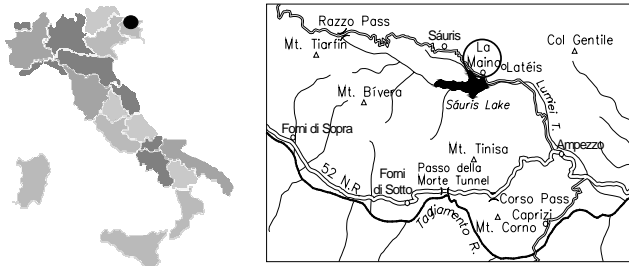 Razzo Pass
Sáuris
La
Maina
Col Gentile
Mt. Tiarfin
Latéis
Mt. Bívera
Sáuris Lake
Lumiei T.
Forni di Sopra
Mt. Tinisa
Ampezzo
52 N.R.
Forni
di Sotto
Passo della
Morte Tunnel
Corso Pass
Caprizi
Mt. Corno
Tagliamento R.